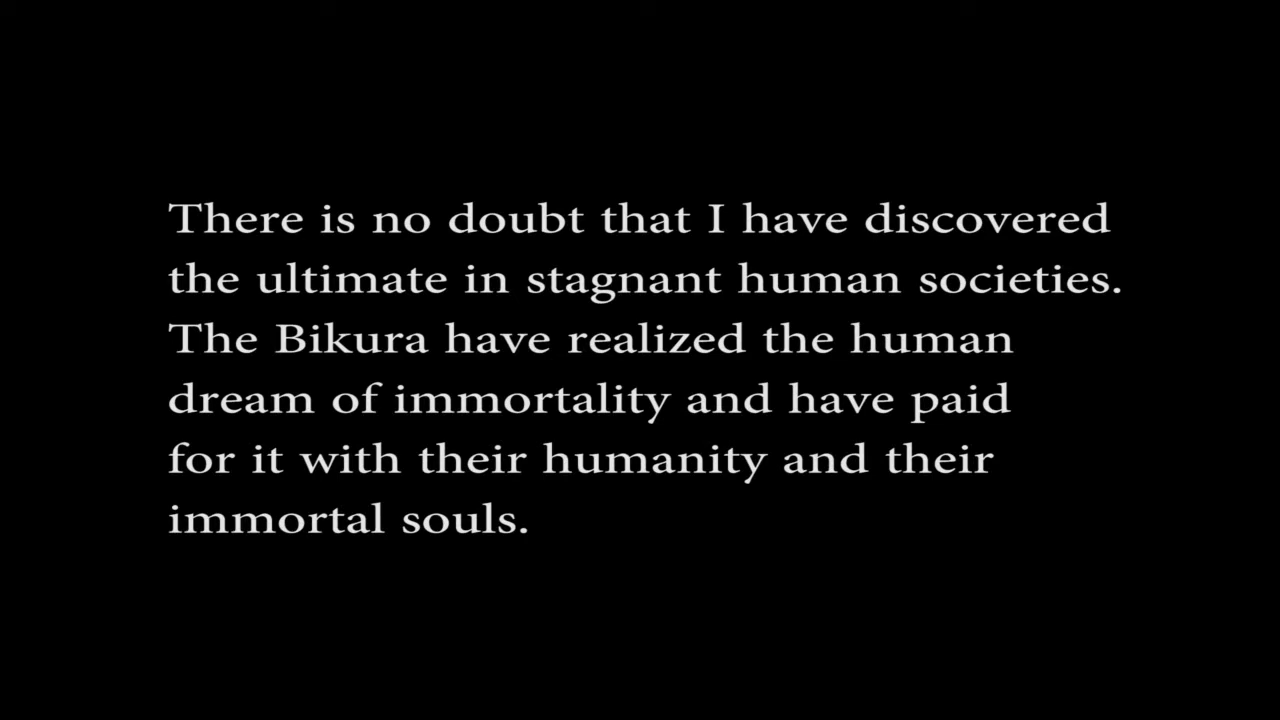 There is no doubt that I have discovered
the ultimate in stagnant human societies.
The Bikura have realized the human
dream of immortality and have paid
for it with their humanity and their
immortal souls.